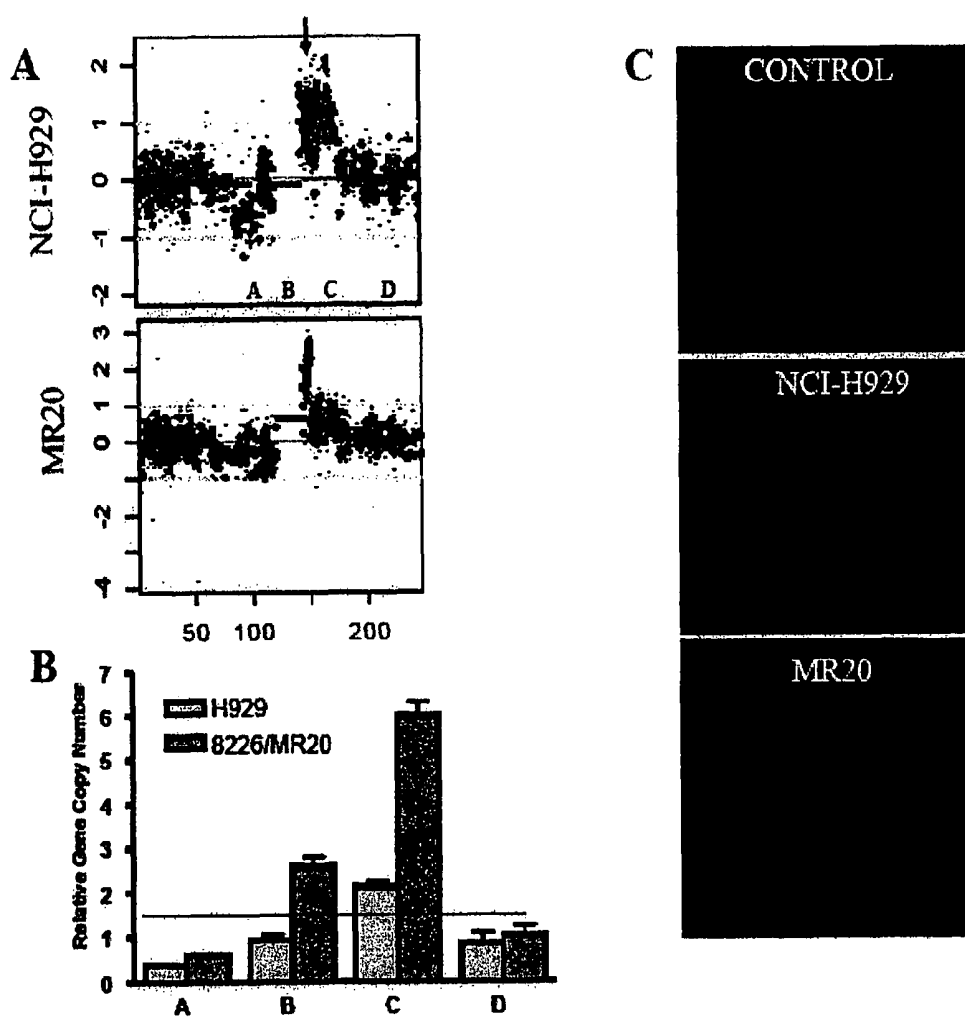 A
NCI-H929
2
1
0
-1
-2
A B C D
MR20
3
2
1
0
-2
-4
50 100 200
B
Relative Gene Copy Number
7
6
5
4
3
2
1
0
H929
8226/MR20
A B C D
C
CONTROL
NCI-H929
MR20